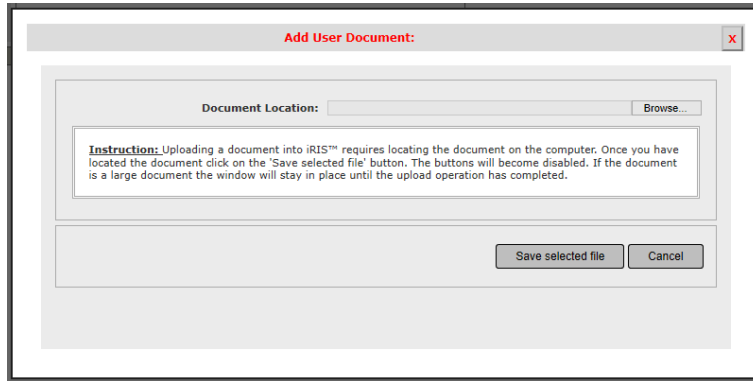 Add User Document:
x
Document Location:
Browse...
Instruction: Uploading a document into iRIS™ requires locating the document on the computer. Once you have
located the document click on the 'Save selected file' button. The buttons will become disabled. If the document
is a large document the window will stay in place until the upload operation has completed.
Save selected file
Cancel